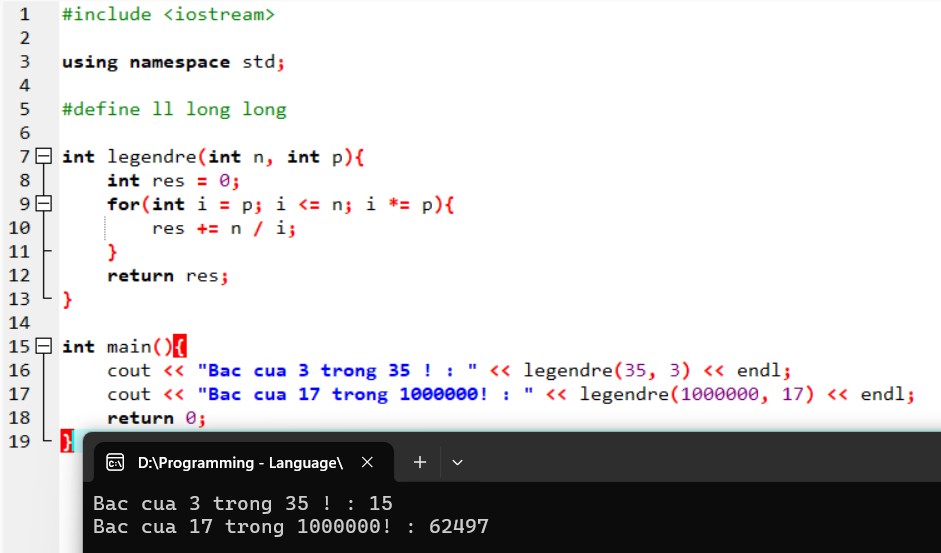 1 #include <iostream>
2
3 using namespace std;
4
5 #define ll long long
6
7 int legendre(int n, int p){
8 int res = 0;
9 for(int i = p; i <= n; i *= p){
10 res += n / i;
11 }
12 return res;
13 }
14
15 int main(){
16 cout << "Bac cua 3 trong 35 ! : " << legendre(35, 3) << endl;
17 cout << "Bac cua 17 trong 1000000! : " << legendre(1000000, 17) << endl;
18 return 0;
19 }
D:\Programming - Language\
Bac cua 3 trong 35 ! : 15
Bac cua 17 trong 1000000! : 62497